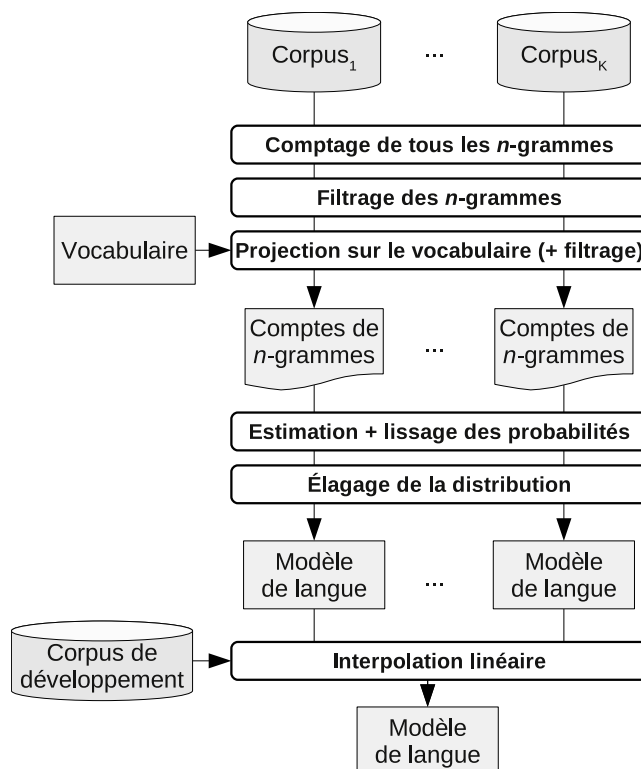 Corpus1 ... CorpusK
Comptage de tous les n-grammes
Filtrage des n-grammes
Vocabulaire
Projection sur le vocabulaire (+ filtrage)
Comptes de
n-grammes
...
Comptes de
n-grammes
Estimation + lissage des probabilités
Élagage de la distribution
Modèle
de langue
...
Modèle
de langue
Corpus de
développement
Interpolation linéaire
Modèle
de langue